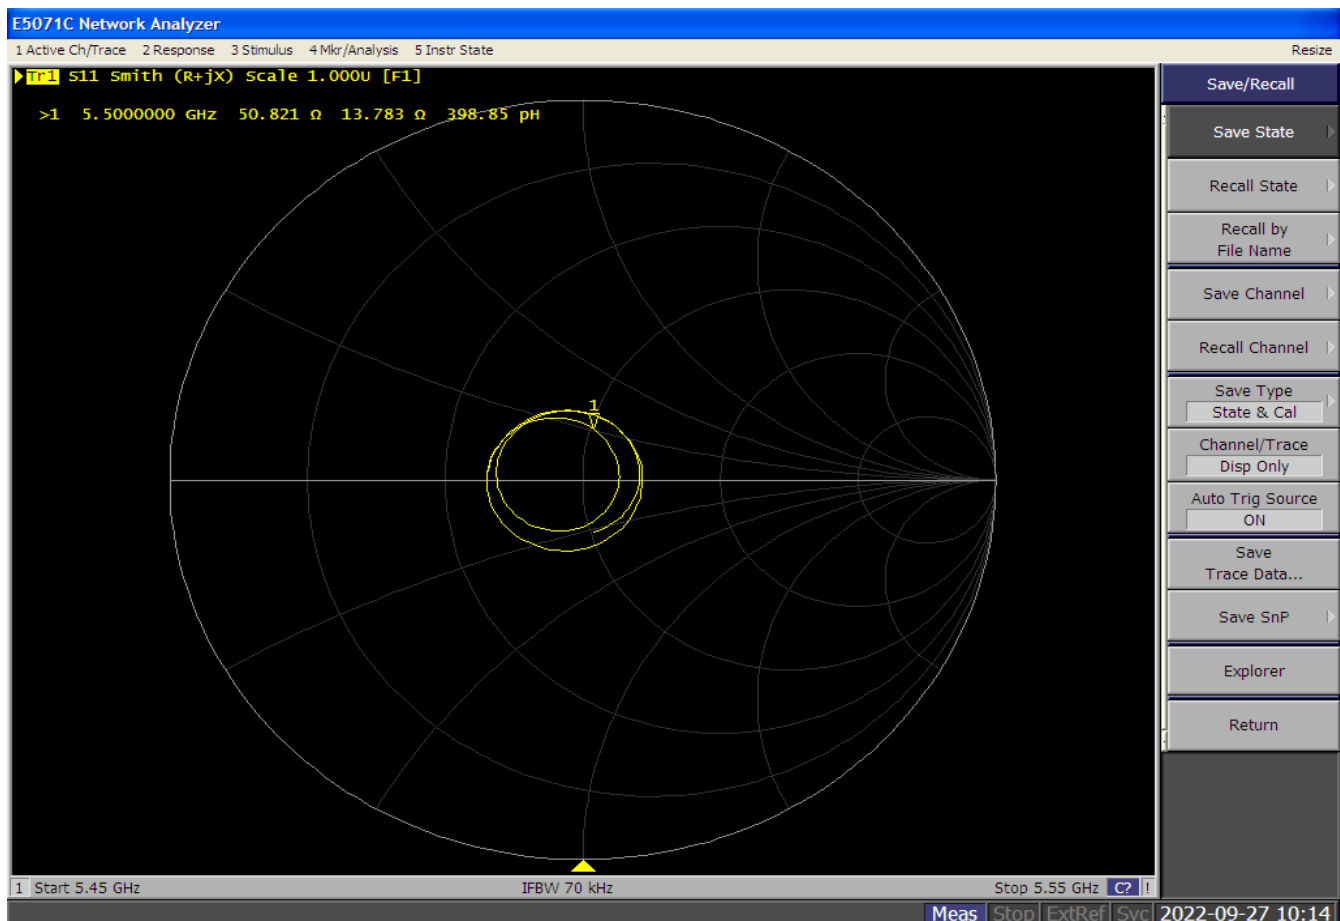 E5071C Network Analyzer
1 Active Ch/Trace 2 Response 3 Stimulus 4 Mkr/Analysis 5 Instr State Resize
Tr1 S11 Smith (R+jX) Scale 1.000U [F1]
>1 5.5000000 GHz 50.821 Ω 13.783 Ω 398.85 pH
1
Save/Recall
Save State
Recall State
Recall by
File Name
Save Channel
Recall Channel
Save Type
State & Cal
Channel/Trace
Disp Only
Auto Trig Source
ON
Save
Trace Data...
Save SnP
Explorer
Return
1 Start 5.45 GHz IFBW 70 kHz Stop 5.55 GHz C? !
Meas Stop ExtRef Svc 2022-09-27 10:14